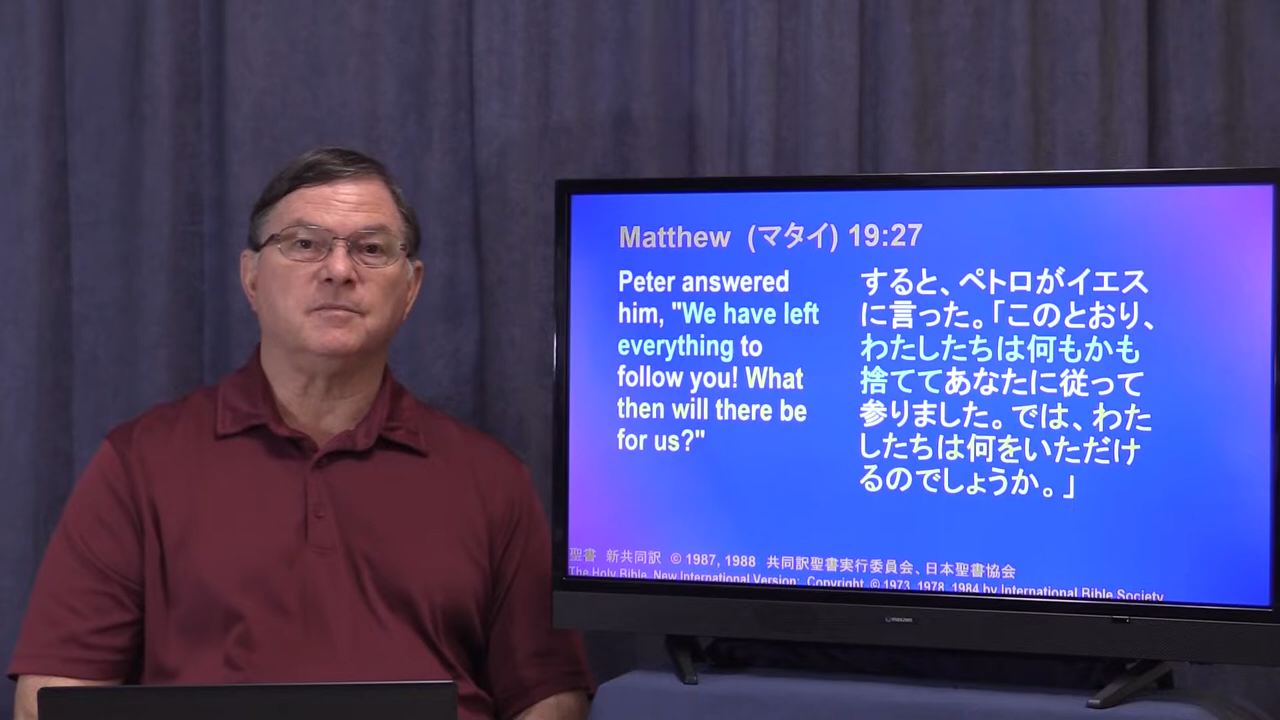 Matthew (マタイ) 19:27
Peter answered
him, "We have left
everything to
follow you! What
then will there be
for us?"
すると、ペトロがイエス
に言った。「このとおり、
わたしたちは何もかも
捨ててあなたに従って
参りました。では、わた
したちは何をいただけ
るのでしょうか。」
聖書 新共同訳 © 1987, 1988 共同訳聖書実行委員会、日本聖書協会
The Holy Bible, New International Version; Copyright © 1973, 1978, 1984 by International Bible Society
maxzen